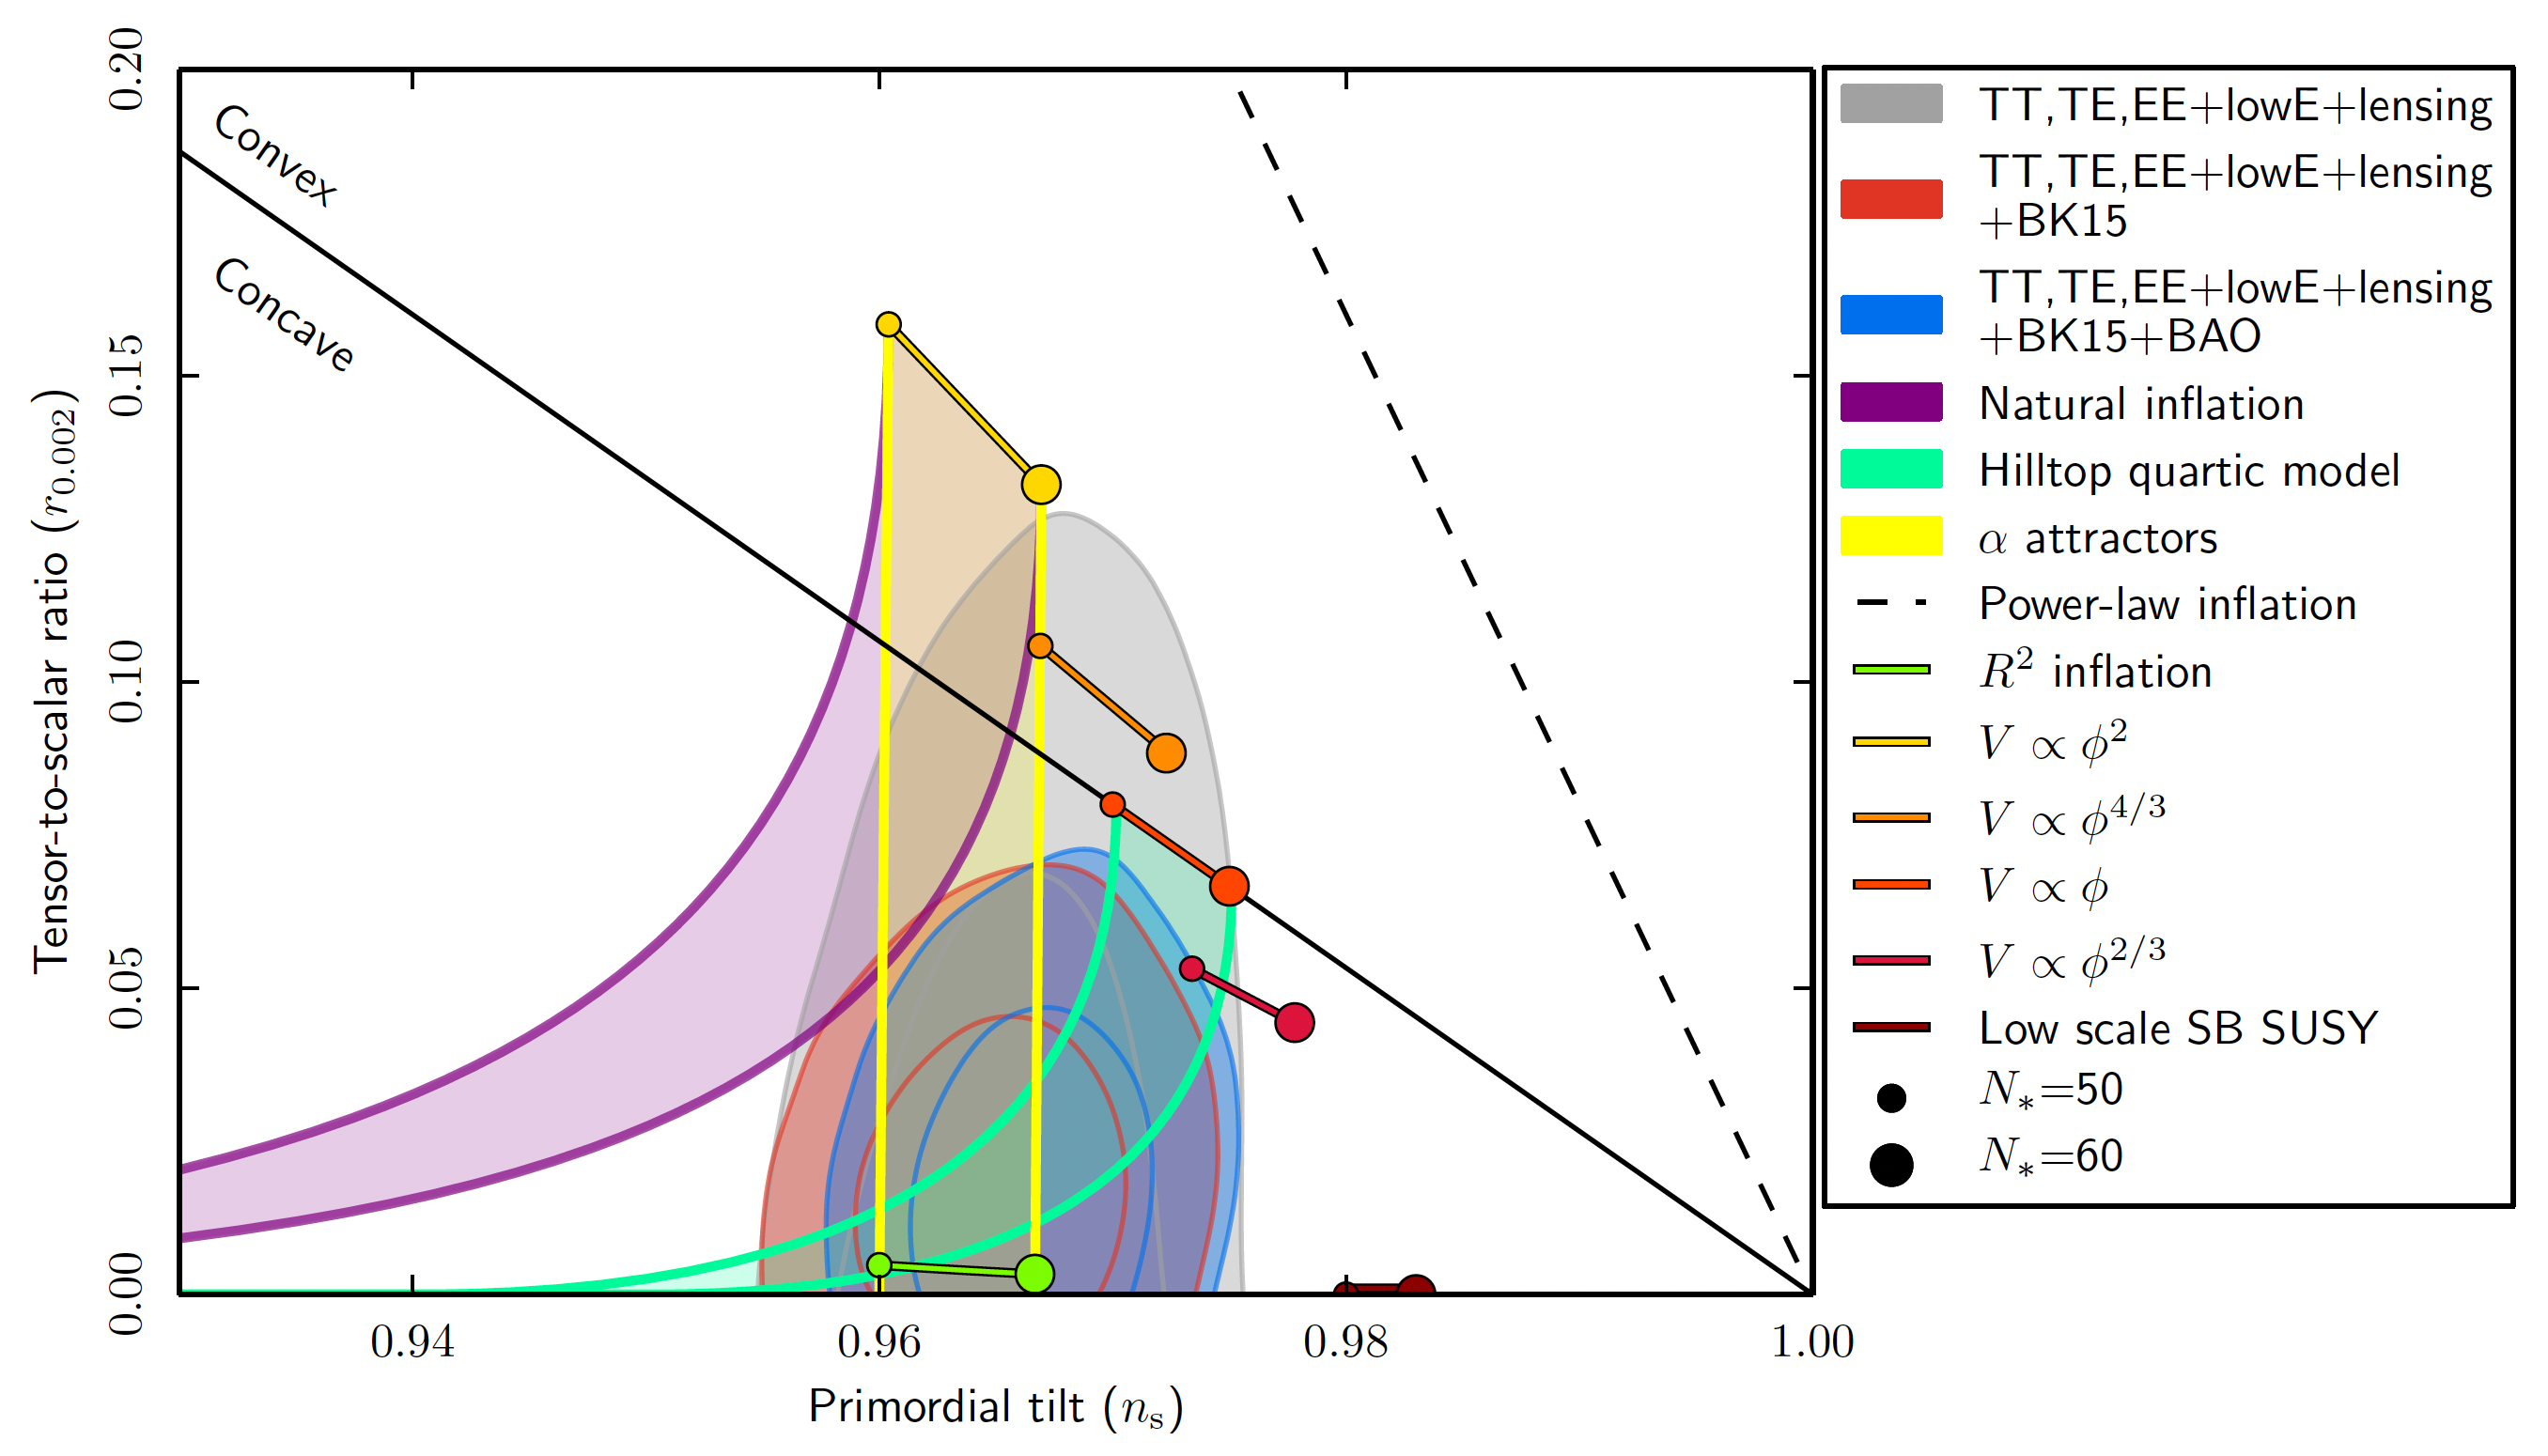 Tensor-to-scalar ratio (r₀.₀₀₂)
0.20
0.15
0.10
0.05
0.00
Convex
Concave
0.94 0.96 0.98 1.00
Primordial tilt (nₛ)
TT,TE,EE+lowE+lensing
TT,TE,EE+lowE+lensing
+BK15
TT,TE,EE+lowE+lensing
+BK15+BAO
Natural inflation
Hilltop quartic model
α attractors
Power-law inflation
R² inflation
V ∝ ϕ²
V ∝ ϕ^{4/3}
V ∝ ϕ
V ∝ ϕ^{2/3}
Low scale SB SUSY
N∗=50
N∗=60